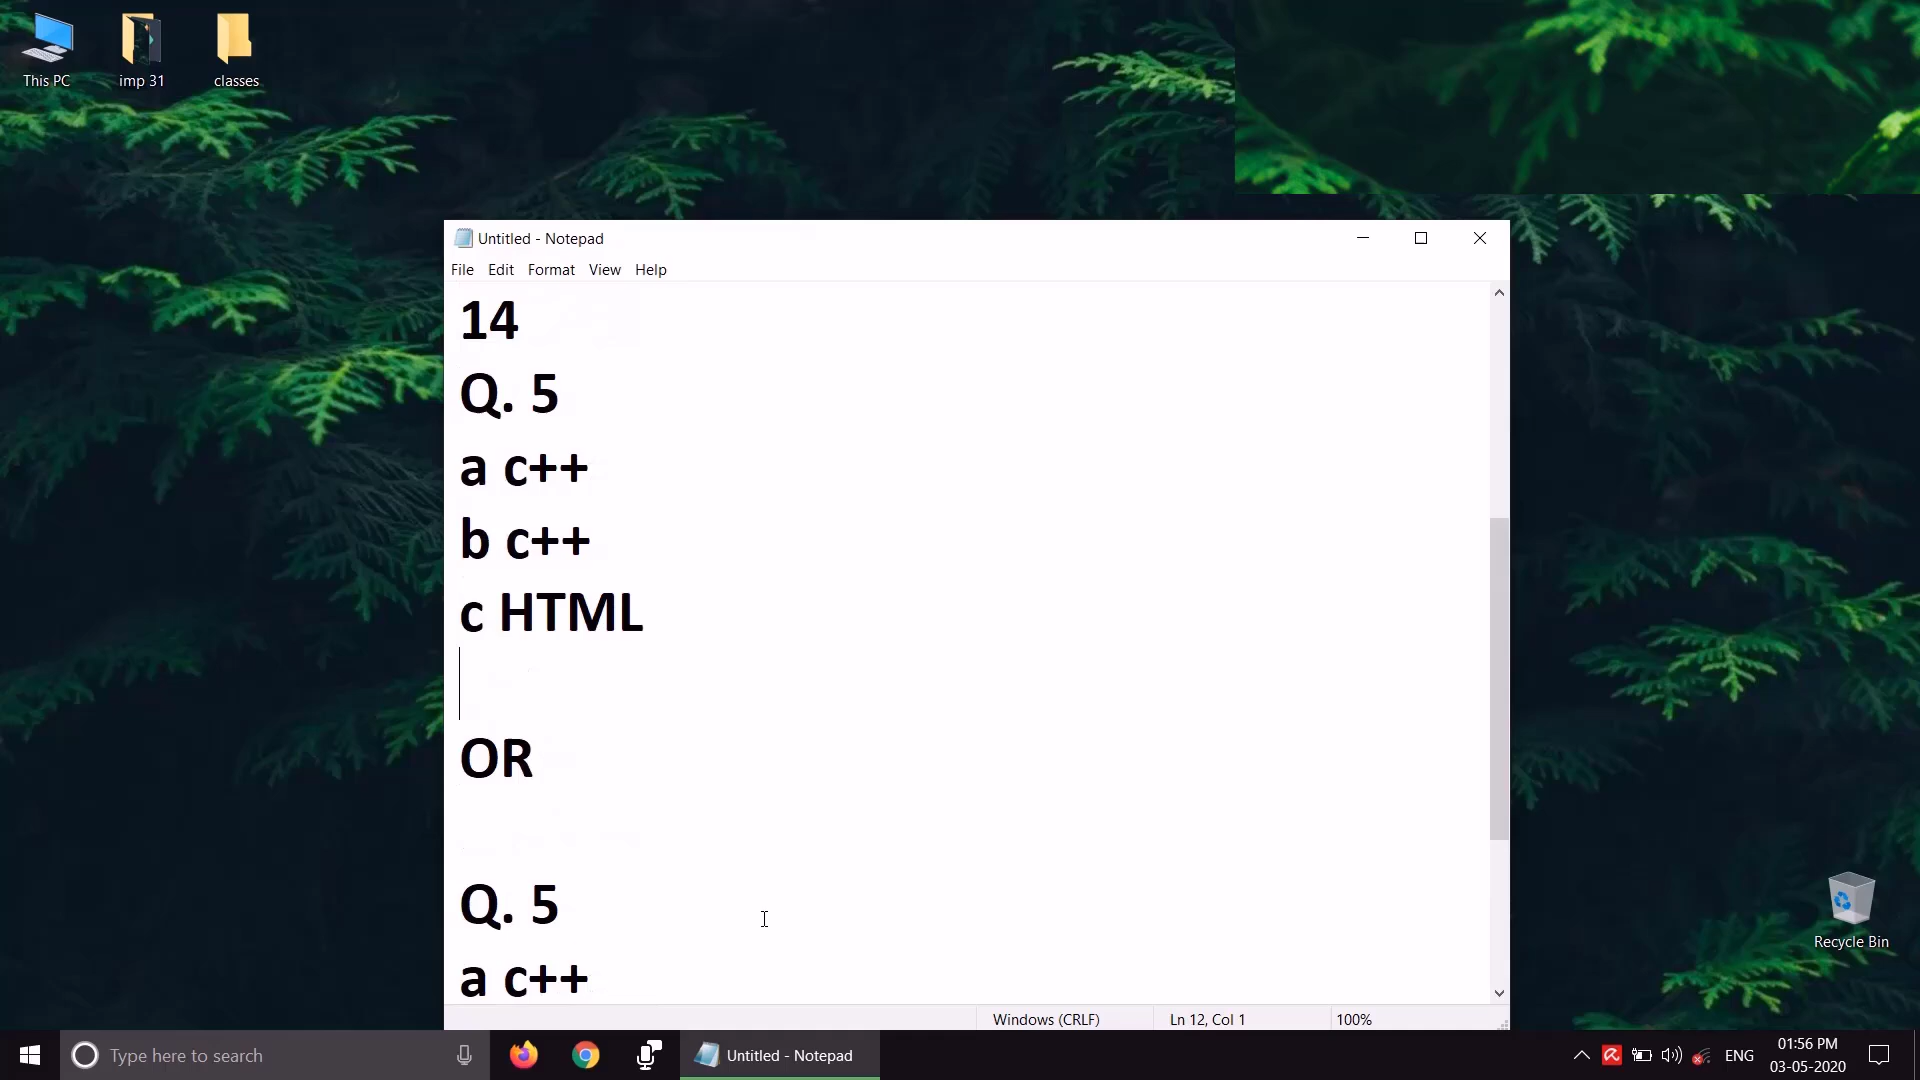 This PC
imp 31
classes
Untitled - Notepad
File Edit Format View Help
14
Q. 5
a c++
b c++
c HTML
OR
Q. 5
a c++
Windows (CRLF) Ln 12, Col 1 100%
Recycle Bin
Type here to search
Untitled - Notepad
ENG
01:56 PM
03-05-2020